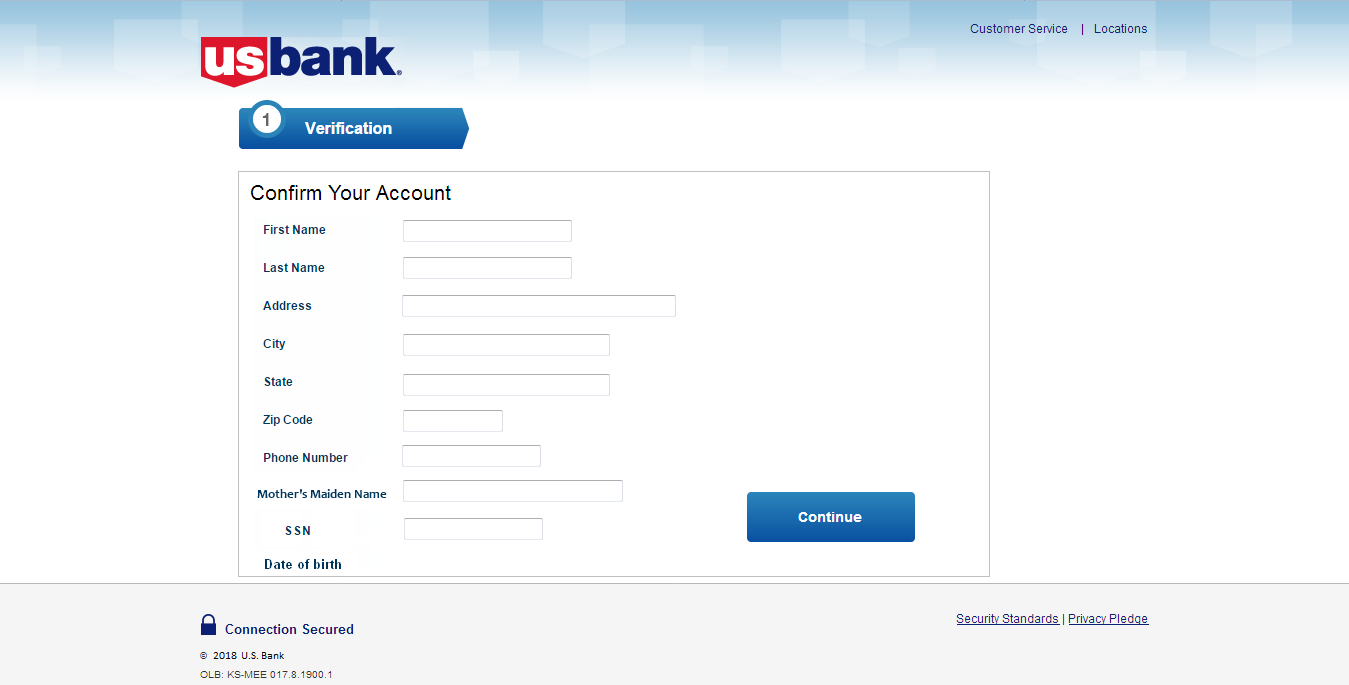 Customer Service | Locations
usbank
1 Verification
Confirm Your Account
First Name
Last Name
Address
City
State
Zip Code
Phone Number
Mother's Maiden Name
Continue
SSN
Date of birth
Security Standards | Privacy Pledge
Connection Secured
© 2018 U.S. Bank
OLB: KS-MEE 017.8.1900.1